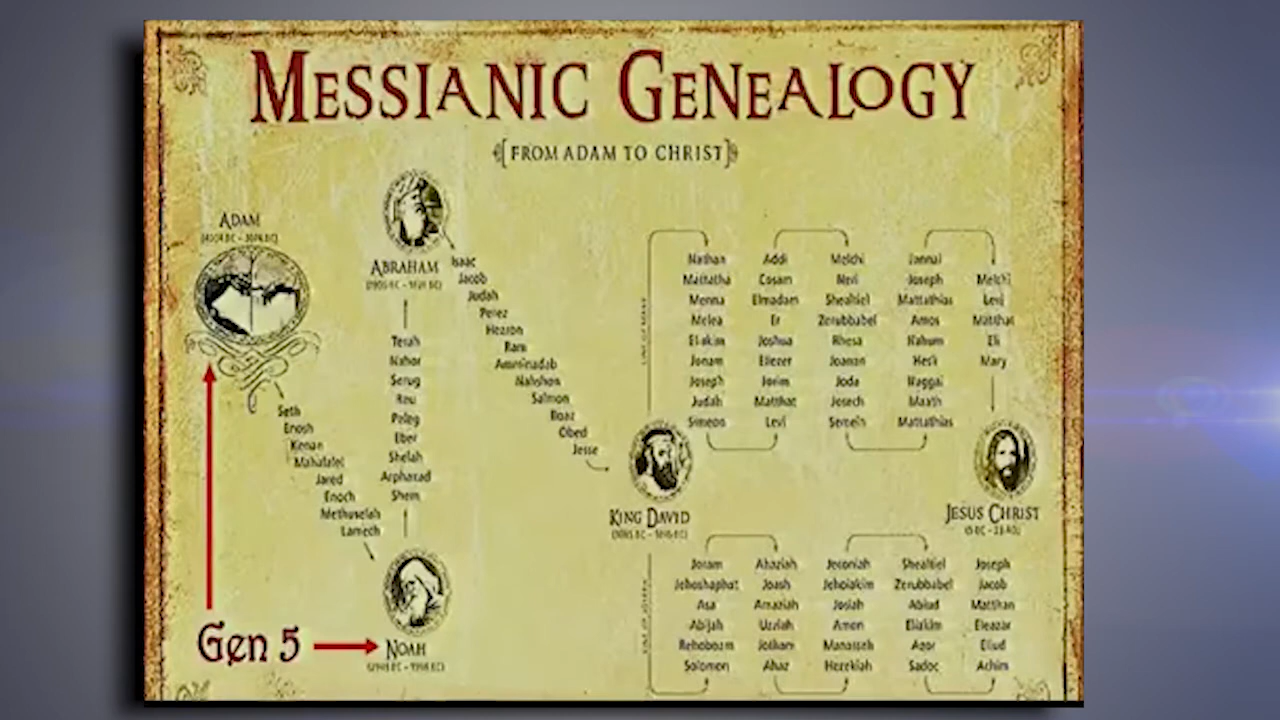 MESSIANIC GENEALOGY
[FROM ADAM TO CHRIST]
ADAM
Seth
Enosh
Kenan
Mahalalel
Jared
Enoch
Methuselah
Lamech
Gen 5
NOAH
Shem
Arphaxad
Shelah
Eber
Peleg
Reu
Serug
Nahor
Terah
ABRAHAM
Isaac
Jacob
Judah
Perez
Hezron
Ram
Amminadab
Nahshon
Salmon
Boaz
Obed
Jesse
KING DAVID
Nathan
Mattatha
Menna
Melea
Eliakim
Jonam
Joseph
Judah
Simeon
Addi
Cosam
Elmadam
Er
Joshua
Eliezer
Jorim
Matthat
Levi
Melchi
Neri
Shealtiel
Zerubbabel
Rhesa
Joanan
Joda
Josech
Semein
Jannai
Joseph
Mattathias
Amos
Nahum
Hesli
Naggai
Maath
Mattathias
Melchi
Levi
Matthat
Eli
Mary
JESUS CHRIST
Joram
Jehoshaphat
Asa
Abijah
Rehoboam
Solomon
Ahaziah
Joash
Amaziah
Uzziah
Jotham
Ahaz
Jeconiah
Jehoiakim
Josiah
Amon
Manasseh
Hezekiah
Shealtiel
Zerubbabel
Abiud
Eliakim
Azor
Sadoc
Joseph
Jacob
Matthan
Eleazar
Eliud
Achim